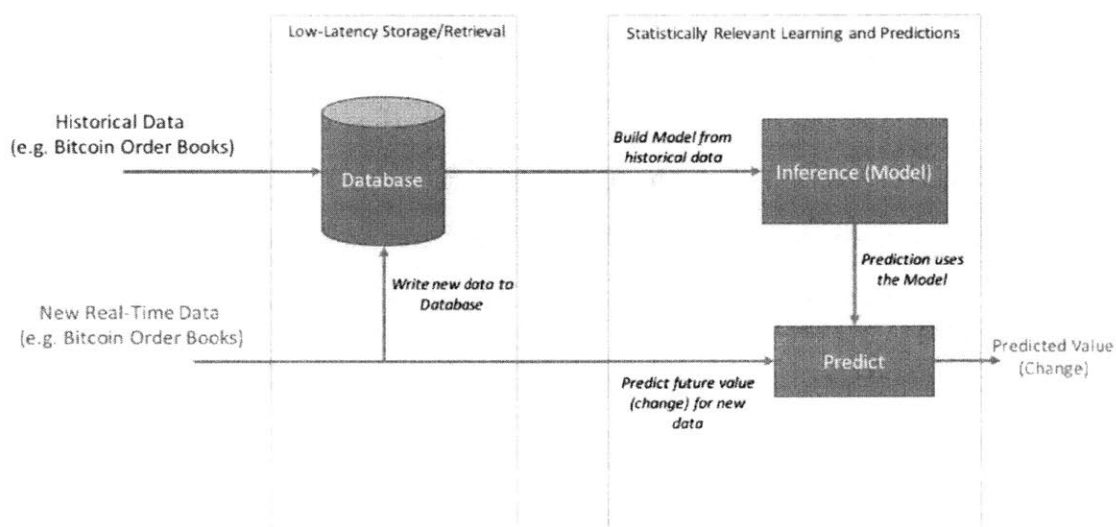 Low-Latency Storage/Retrieval
Statistically Relevant Learning and Predictions
Historical Data
(e.g. Bitcoin Order Books)
Database
Build Model from
historical data
Inference (Model)
Write new data to
Database
Prediction uses
the Model
New Real-Time Data
(e.g. Bitcoin Order Books)
Predict
Predicted Value
(Change)
Predict future value
(change) for new
data